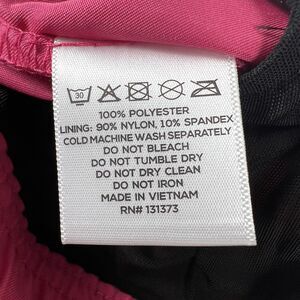 30
100% POLYESTER
LINING: 90% NYLON, 10% SPANDEX
COLD MACHINE WASH SEPARATELY
DO NOT BLEACH
DO NOT TUMBLE DRY
DO NOT DRY CLEAN
DO NOT IRON
MADE IN VIETNAM
RN# 131373